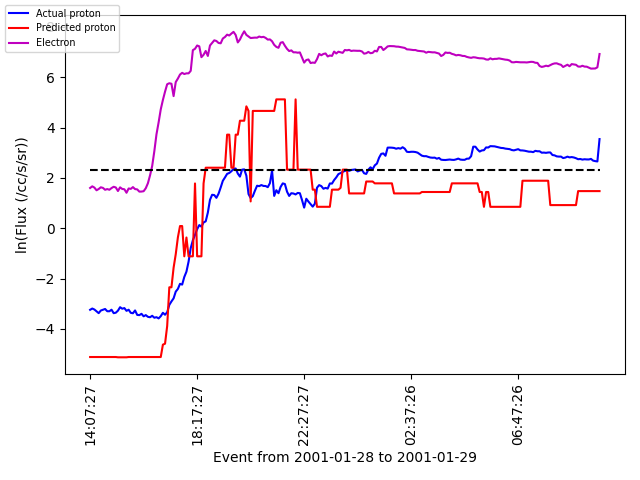 Actual proton
Predicted proton
Electron
ln(Flux (/cc/s/sr))
6
4
2
0
−2
−4
14:07:27
18:17:27
22:27:27
02:37:26
06:47:26
Event from 2001-01-28 to 2001-01-29